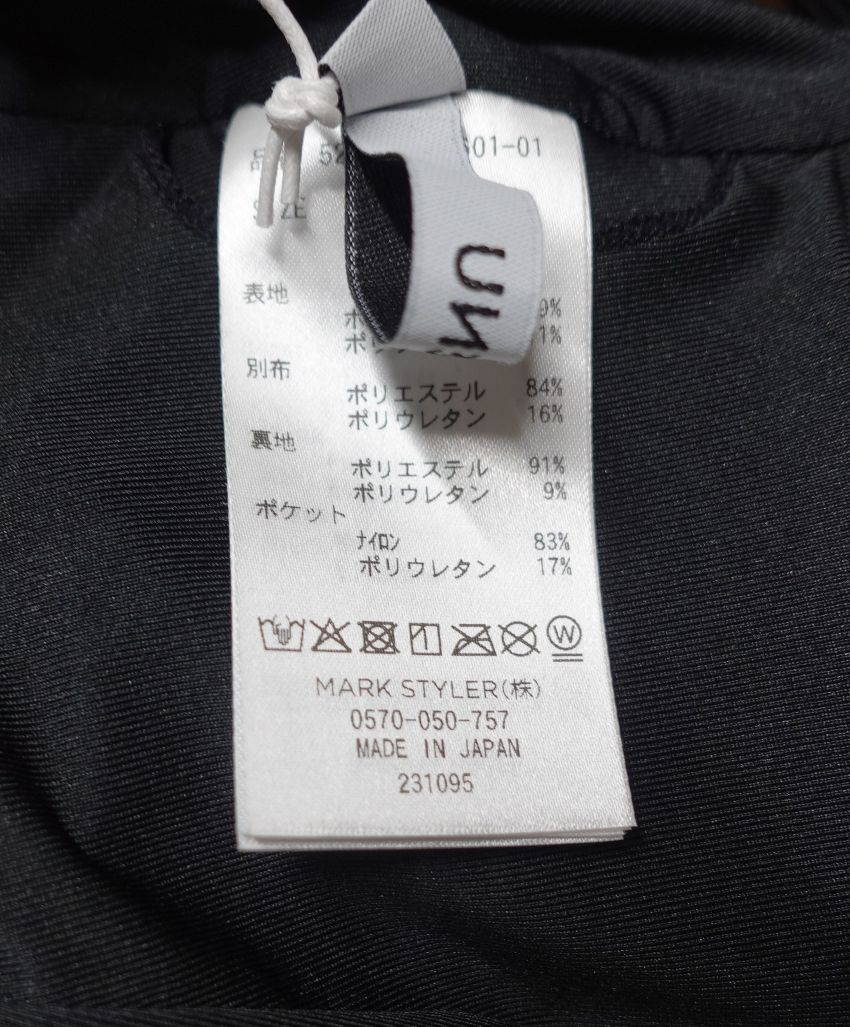 01-01
表地
9%
1%
別布
ポリエステル 84%
ポリウレタン 16%
裏地
ポリエステル 91%
ポリウレタン 9%
ポケット
ﾅｲﾛﾝ 83%
ポリウレタン 17%
W
MARK STYLER(株)
0570-050-757
MADE IN JAPAN
231095